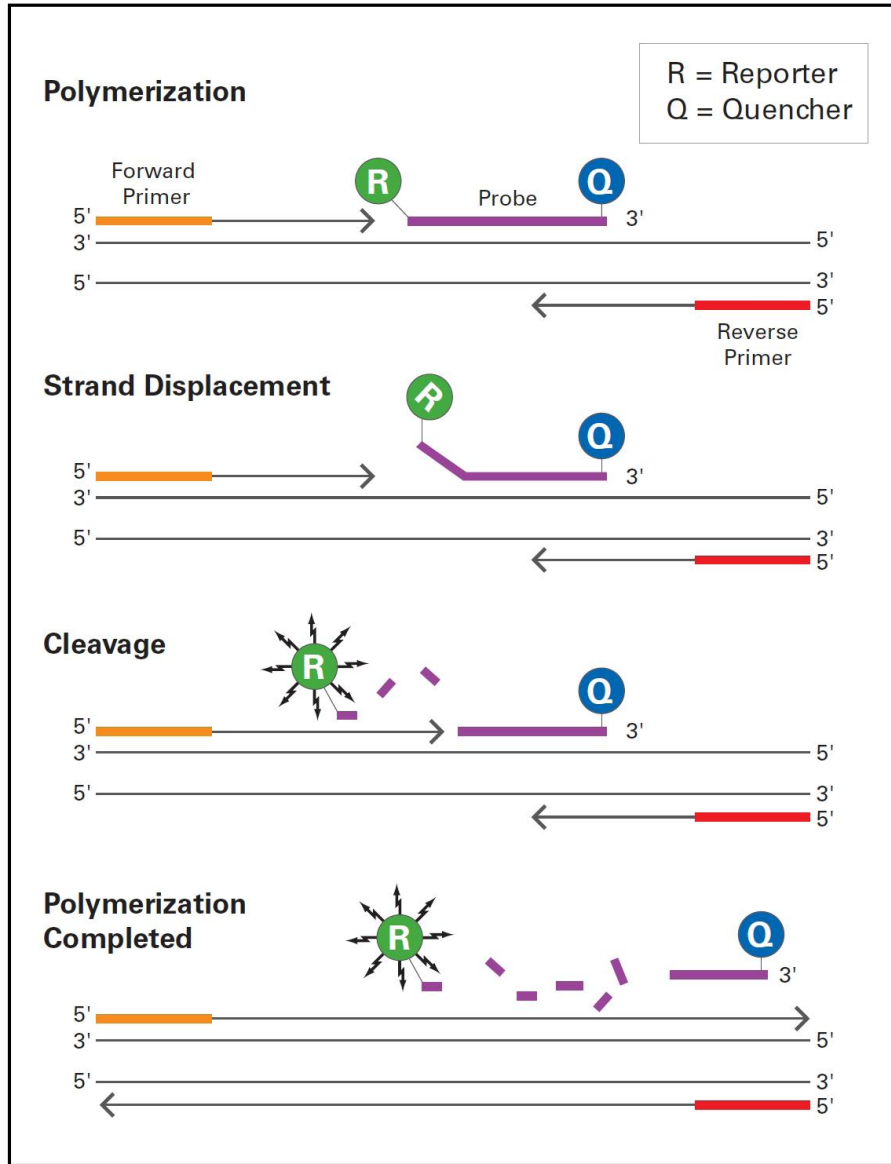 R = Reporter
Q = Quencher
Polymerization
Forward
Primer
R
Probe
Q
5'
3'
3'
5'
5'
3'
5'
Reverse
Primer
Strand Displacement
R
Q
5'
3'
3'
5'
5'
3'
5'
Cleavage
R
Q
5'
3'
3'
5'
5'
3'
5'
Polymerization
Completed
R
Q
3'
5'
3'
5'
5'
3'
5'